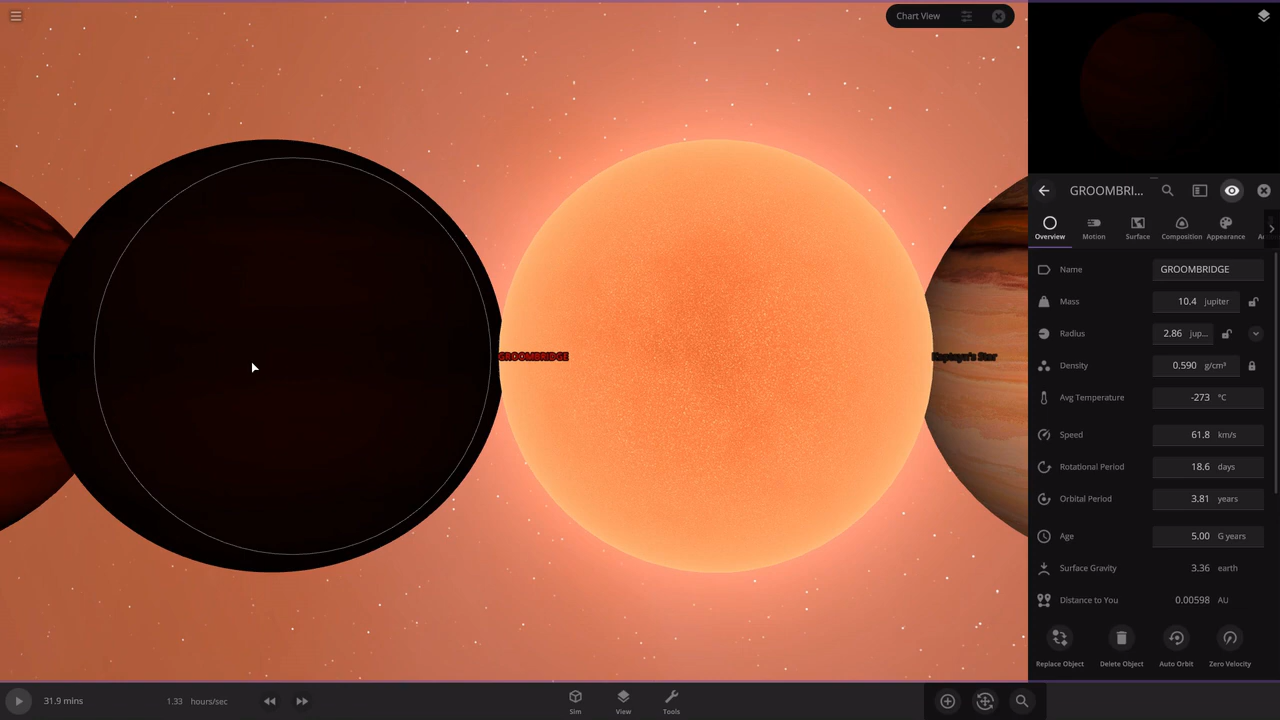 Chart View
GROOMBRI...
Overview
Motion
Surface
Composition
Appearance
Name
GROOMBRIDGE
Mass
10.4 jupiter
Radius
2.86 jup...
Density
0.590 g/cm³
Avg Temperature
-273 °C
Speed
61.8 km/s
Rotational Period
18.6 days
Orbital Period
3.81 years
Age
5.00 G years
Surface Gravity
3.36 earth
Distance to You
0.00598 AU
Replace Object
Delete Object
Auto Orbit
Zero Velocity
GROOMBRIDGE
Star
31.9 mins
1.33 hours/sec
Sim
View
Tools